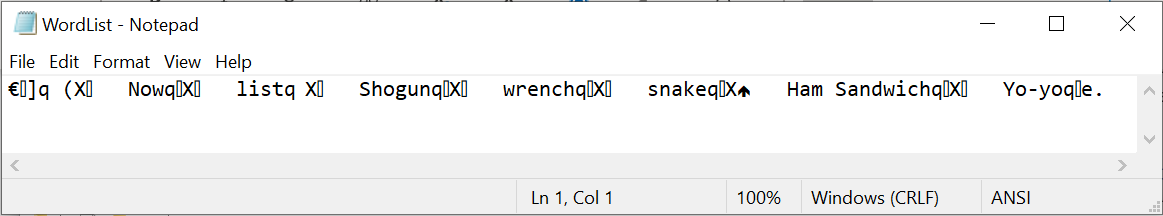 WordList - Notepad
File Edit Format View Help
€▯]q (X▯ Nowq▯X▯ listq X▯ Shogunq▯X▯ wrenchq▯X▯ snakeq▯X♠ Ham Sandwichq▯X▯ Yo-yoq▯e.
Ln 1, Col 1 100% Windows (CRLF) ANSI